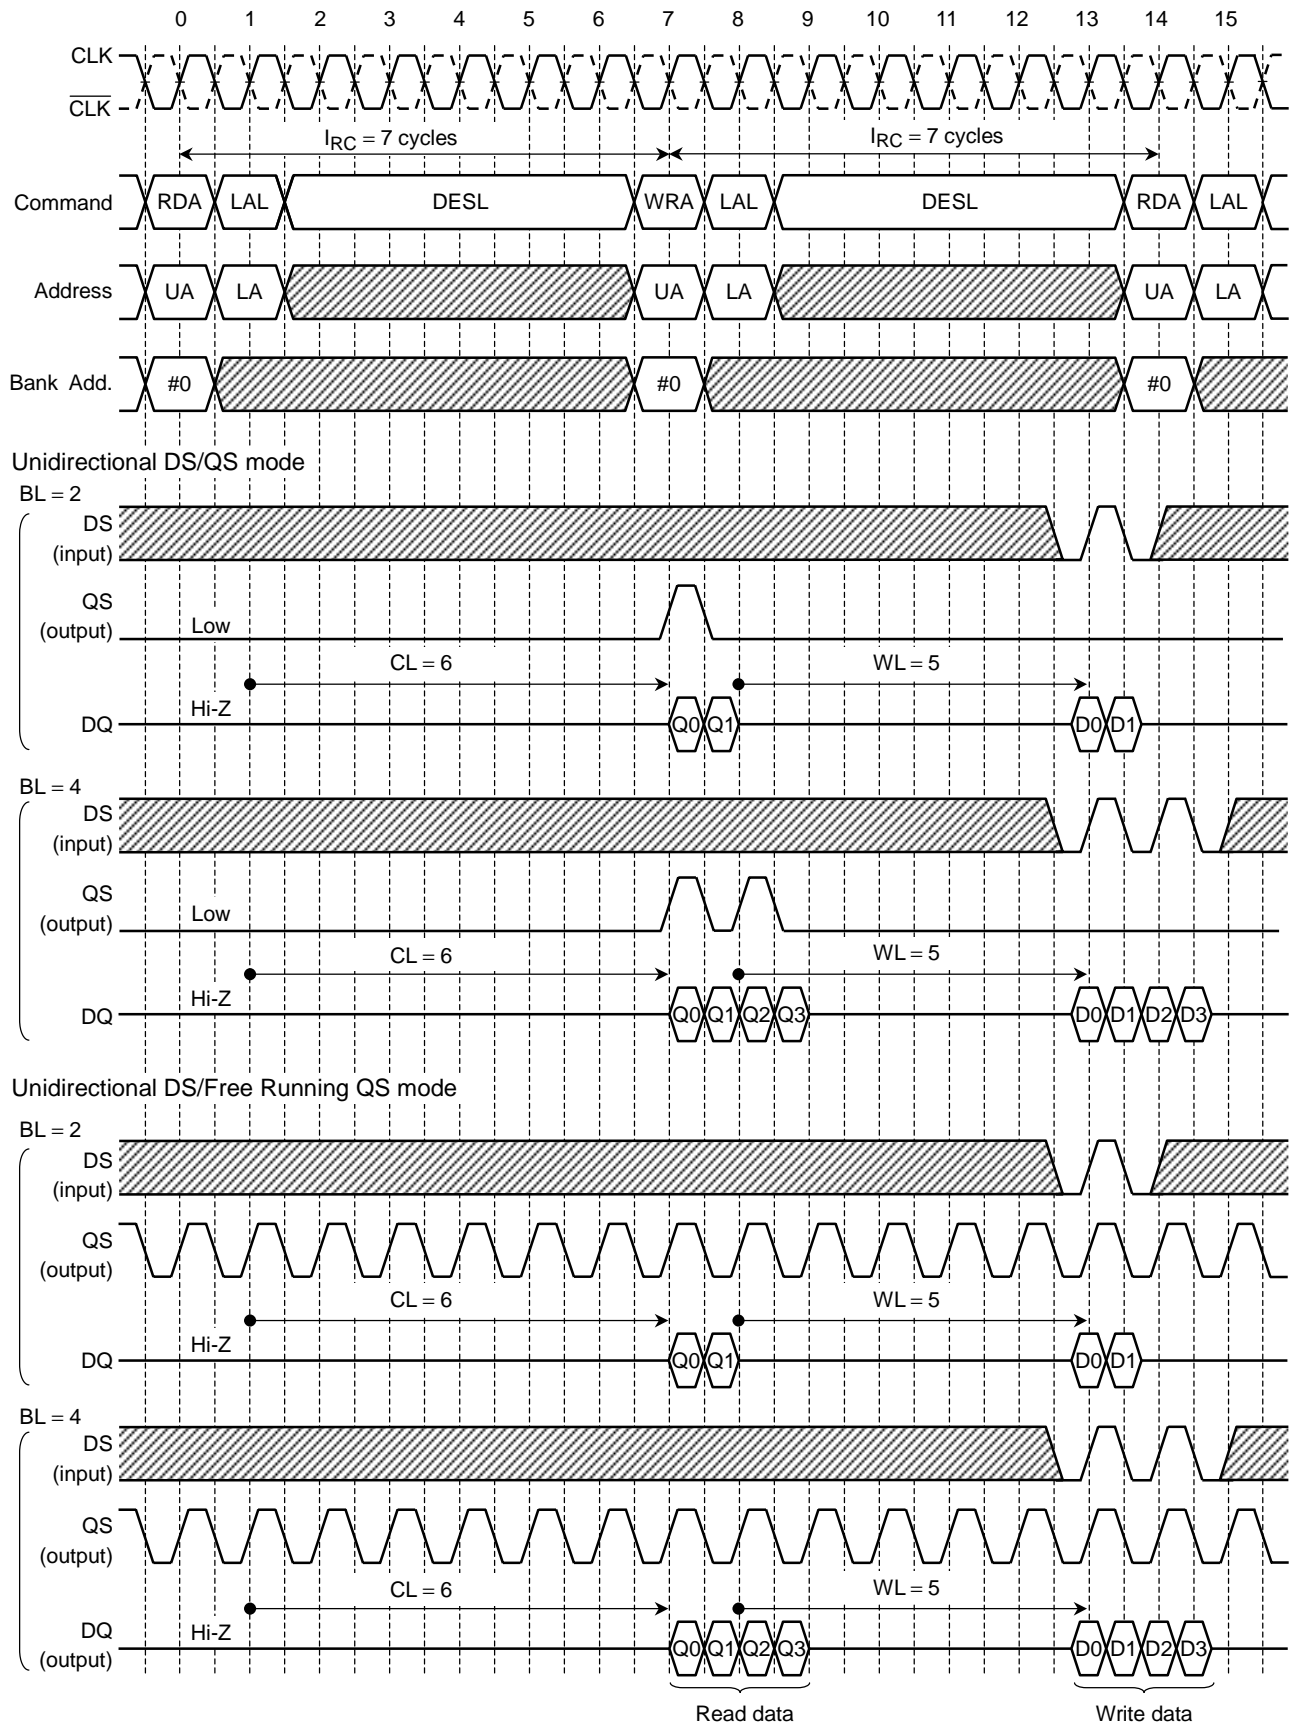 0 1 2 3 4 5 6 7 8 9 10 11 12 13 14 15
CLK
CLK
IRC = 7 cycles IRC = 7 cycles
Command RDA LAL DESL WRA LAL DESL RDA LAL
Address UA LA UA LA UA LA
Bank Add. #0 #0 #0
Unidirectional DS/QS mode
BL = 2
DS
(input)
QS
(output) Low
CL = 6 WL = 5
Hi-Z
DQ Q0 Q1 D0 D1
BL = 4
DS
(input)
QS
(output) Low
CL = 6 WL = 5
Hi-Z
DQ Q0 Q1 Q2 Q3 D0 D1 D2 D3
Unidirectional DS/Free Running QS mode
BL = 2
DS
(input)
QS
(output)
CL = 6 WL = 5
Hi-Z
DQ Q0 Q1 D0 D1
BL = 4
DS
(input)
QS
(output)
CL = 6 WL = 5
DQ Hi-Z
(output) Q0 Q1 Q2 Q3 D0 D1 D2 D3
Read data Write data